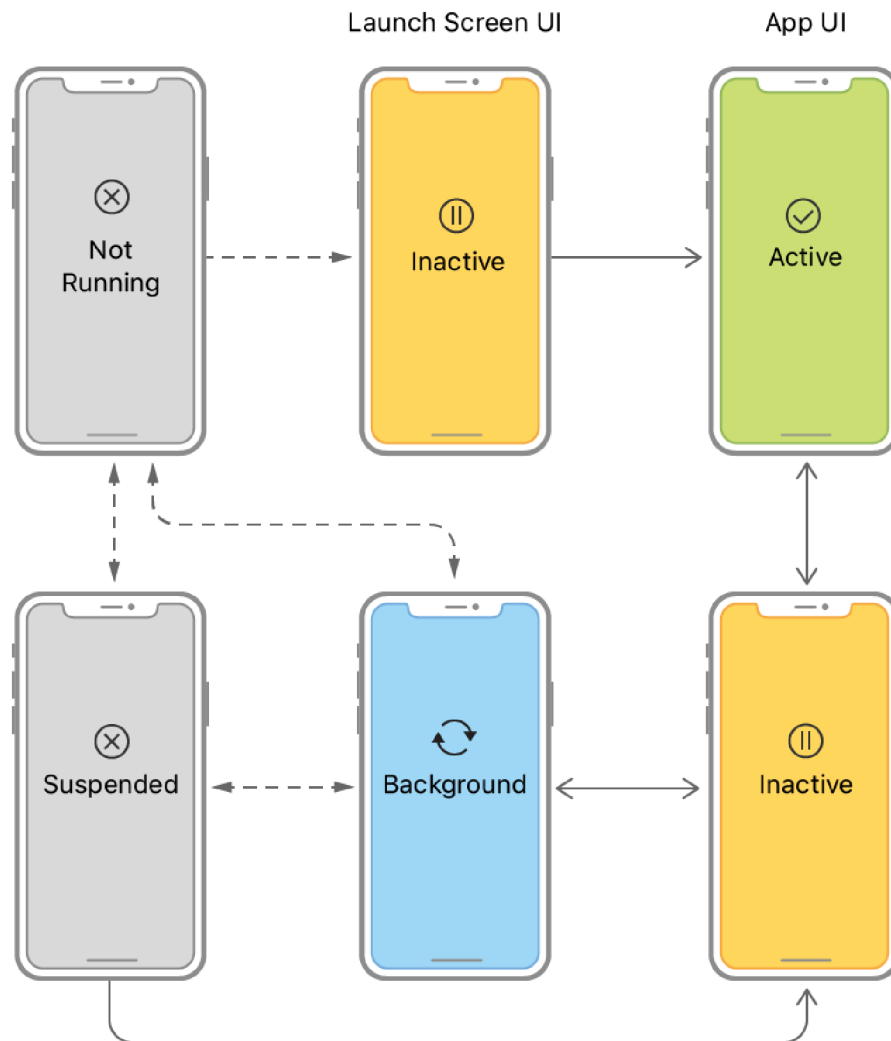 Launch Screen UI
App UI
Not
Running
Inactive
Active
Suspended
Background
Inactive